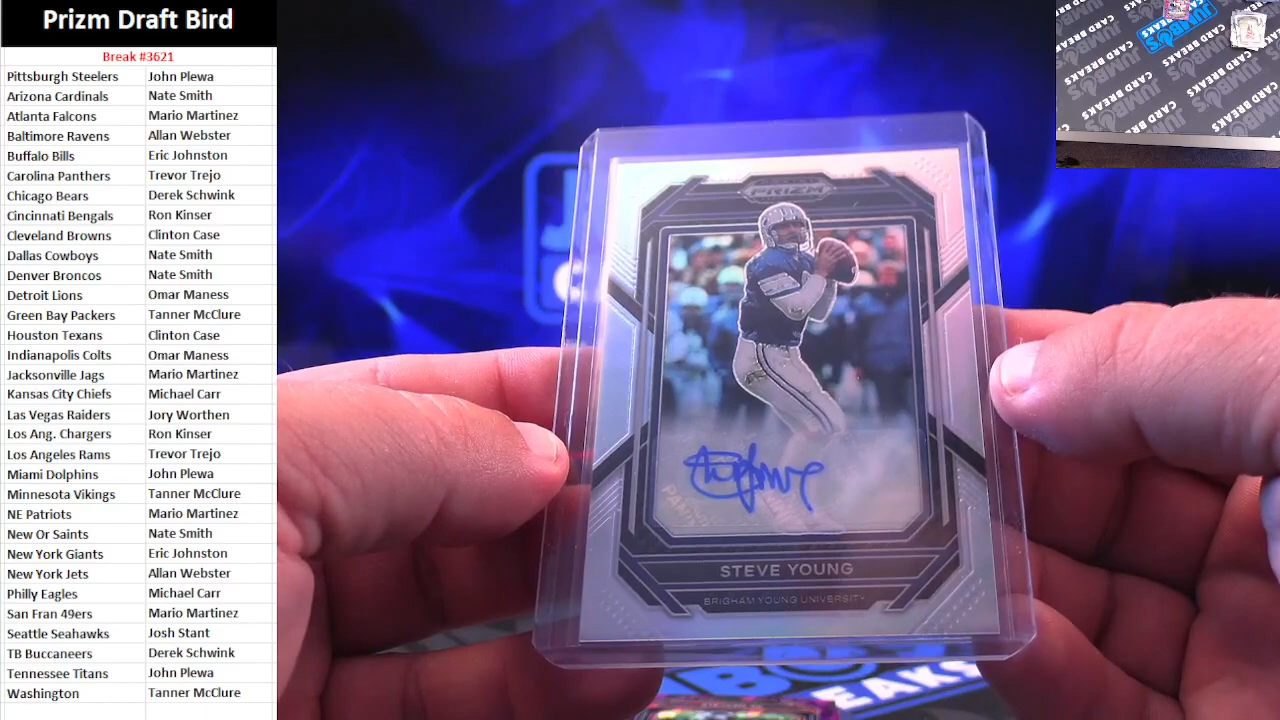 Prizm Draft Bird
Break #3621
Pittsburgh Steelers John Plewa
Arizona Cardinals Nate Smith
Atlanta Falcons Mario Martinez
Baltimore Ravens Allan Webster
Buffalo Bills Eric Johnston
Carolina Panthers Trevor Trejo
Chicago Bears Derek Schwink
Cincinnati Bengals Ron Kinser
Cleveland Browns Clinton Case
Dallas Cowboys Nate Smith
Denver Broncos Nate Smith
Detroit Lions Omar Maness
Green Bay Packers Tanner McClure
Houston Texans Clinton Case
Indianapolis Colts Omar Maness
Jacksonville Jags Mario Martinez
Kansas City Chiefs Michael Carr
Las Vegas Raiders Jory Worthen
Los Ang. Chargers Ron Kinser
Los Angeles Rams Trevor Trejo
Miami Dolphins John Plewa
Minnesota Vikings Tanner McClure
NE Patriots Mario Martinez
New Or Saints Nate Smith
New York Giants Eric Johnston
New York Jets Allan Webster
Philly Eagles Michael Carr
San Fran 49ers Mario Martinez
Seattle Seahawks Josh Stant
TB Buccaneers Derek Schwink
Tennessee Titans John Plewa
Washington Tanner McClure
PRIZM
STEVE YOUNG
BRIGHAM YOUNG UNIVERSITY
JUMBO'S
CARD BREAKS
CARD BREAKS